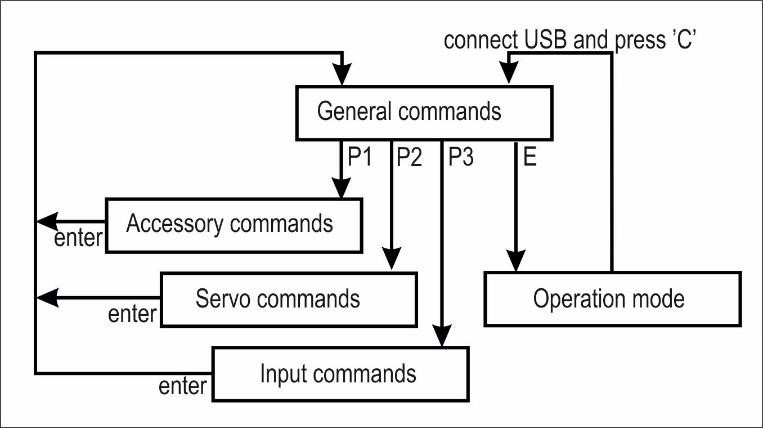 connect USB and press 'C'
General commands
P1 P2 P3 E
Accessory commands
enter
Servo commands
Operation mode
enter
Input commands
enter